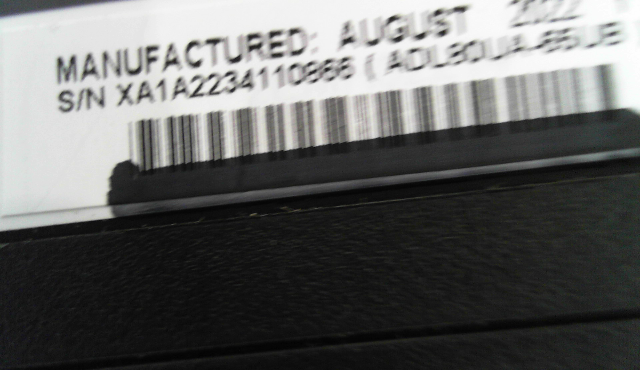 MANUFACTURED: AUGUST 2022
S/N XA1A2234110866 (